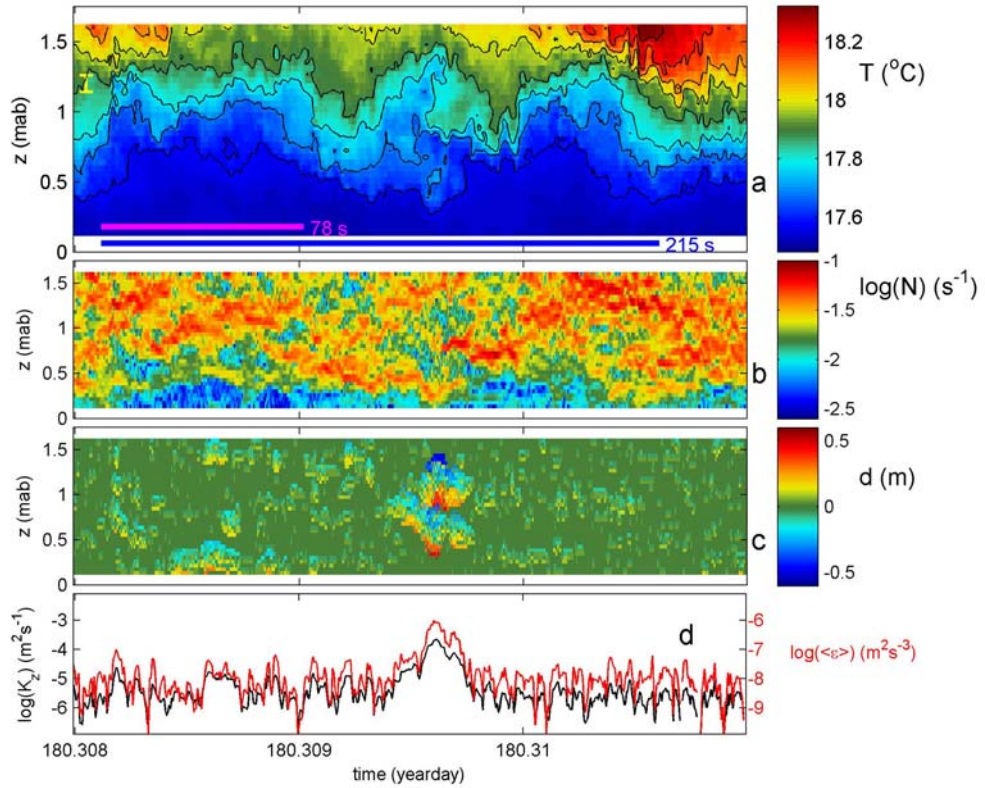 1.5
1
0.5
0
z (mab)
78 s
215 s
a
18.2
18
17.8
17.6
T (°C)
1.5
1
0.5
0
z (mab)
b
-1
-1.5
-2
-2.5
log(N) (s⁻¹)
1.5
1
0.5
0
z (mab)
c
0.5
0
-0.5
d (m)
-3
-4
-5
-6
log(K_z) (m²s⁻¹)
d
-6
-7
-8
-9
log(<ε>) (m²s⁻³)
180.308
180.309
180.31
time (yearday)